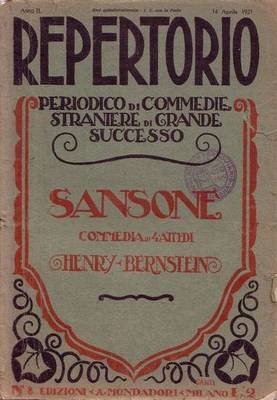 Anno II.
14 Aprile 1921
REPERTORIO
PERIODICO DI COMMEDIE
STRANIERE DI GRANDE
SUCCESSO
SANSONE
COMMEDIA IN 4 ATTI DI
HENRY BERNSTEIN
N° 8 EDIZIONI A. MONDADORI MILANO L. 2